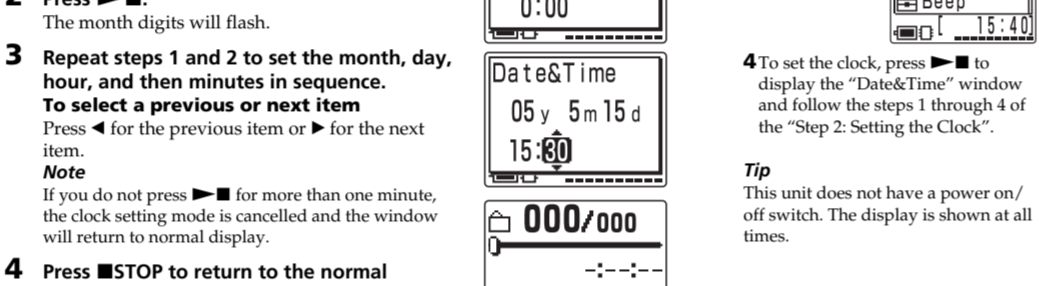 2 Press ►■.
The month digits will flash.
3 Repeat steps 1 and 2 to set the month, day,
hour, and then minutes in sequence.
To select a previous or next item
Press ◄ for the previous item or ► for the next
item.
Note
If you do not press ►■ for more than one minute,
the clock setting mode is cancelled and the window
will return to normal display.
4 Press ■STOP to return to the normal
0:00
Date&Time
05y 5m15d
15:30
000/000
-:--:--
Beep
15:40
4 To set the clock, press ►■ to
display the “Date&Time” window
and follow the steps 1 through 4 of
the “Step 2: Setting the Clock”.
Tip
This unit does not have a power on/
off switch. The display is shown at all
times.